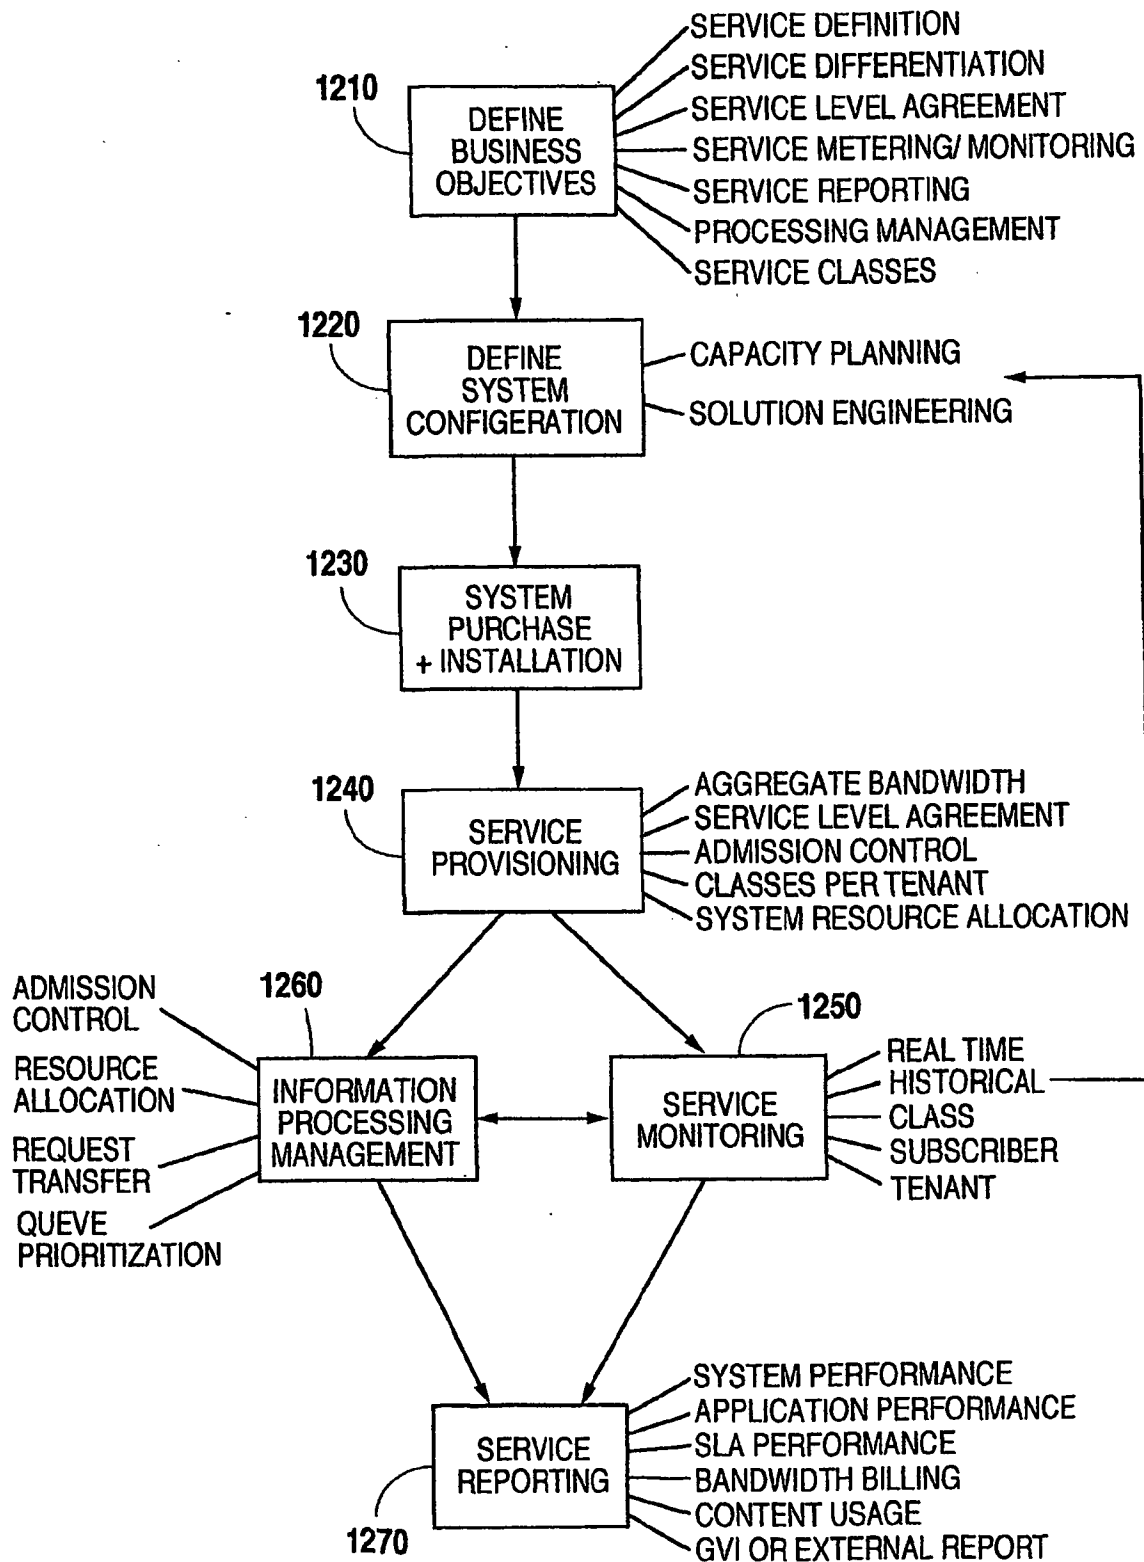 SERVICE DEFINITION
SERVICE DIFFERENTIATION
SERVICE LEVEL AGREEMENT
SERVICE METERING/ MONITORING
SERVICE REPORTING
PROCESSING MANAGEMENT
SERVICE CLASSES
1210
DEFINE
BUSINESS
OBJECTIVES
1220
DEFINE
SYSTEM
CONFIGERATION
CAPACITY PLANNING
SOLUTION ENGINEERING
1230
SYSTEM
PURCHASE
+ INSTALLATION
1240
SERVICE
PROVISIONING
AGGREGATE BANDWIDTH
SERVICE LEVEL AGREEMENT
ADMISSION CONTROL
CLASSES PER TENANT
SYSTEM RESOURCE ALLOCATION
ADMISSION
CONTROL
RESOURCE
ALLOCATION
REQUEST
TRANSFER
QUEVE
PRIORITIZATION
1260
INFORMATION
PROCESSING
MANAGEMENT
1250
SERVICE
MONITORING
REAL TIME
HISTORICAL
CLASS
SUBSCRIBER
TENANT
SERVICE
REPORTING
1270
SYSTEM PERFORMANCE
APPLICATION PERFORMANCE
SLA PERFORMANCE
BANDWIDTH BILLING
CONTENT USAGE
GVI OR EXTERNAL REPORT